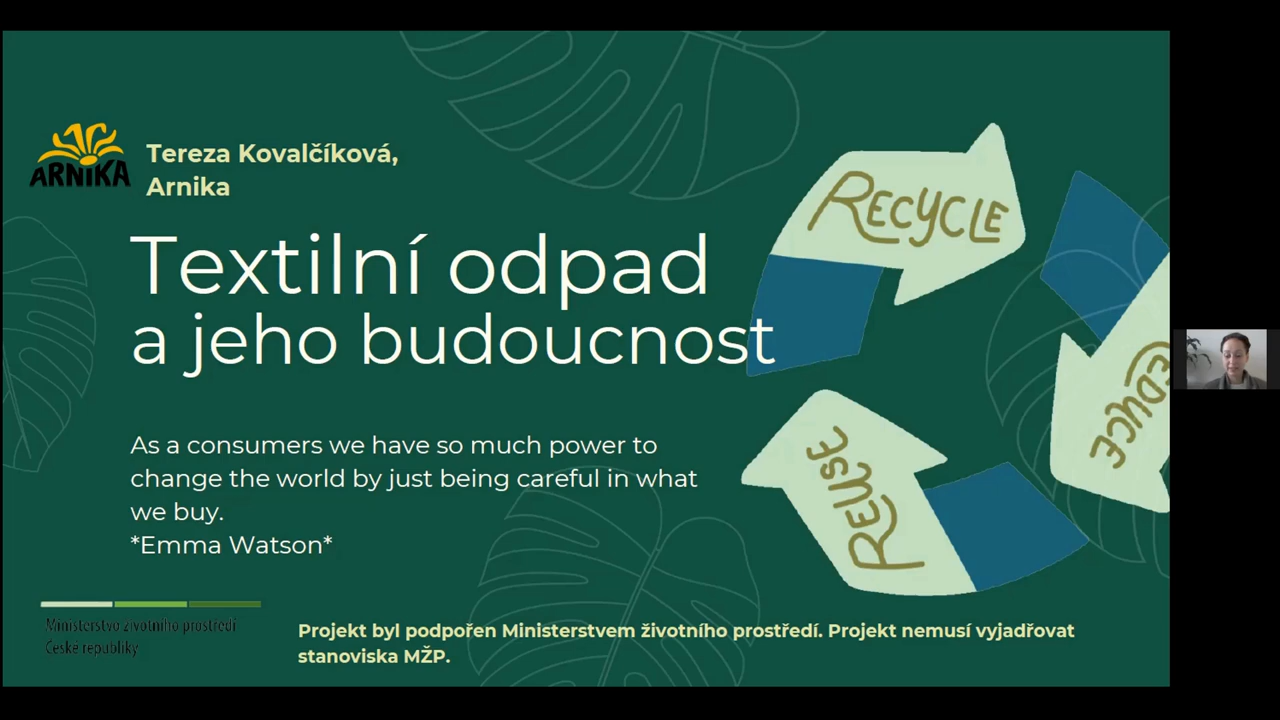 ARNIKA
Tereza Kovalčíková,
Arnika
Textilní odpad
a jeho budoucnost
As a consumers we have so much power to
change the world by just being careful in what
we buy.
*Emma Watson*
RECYCLE
REDUCE
REUSE
Ministerstvo životního prostředí
České republiky
Projekt byl podpořen Ministerstvem životního prostředí. Projekt nemusí vyjadřovat
stanoviska MŽP.